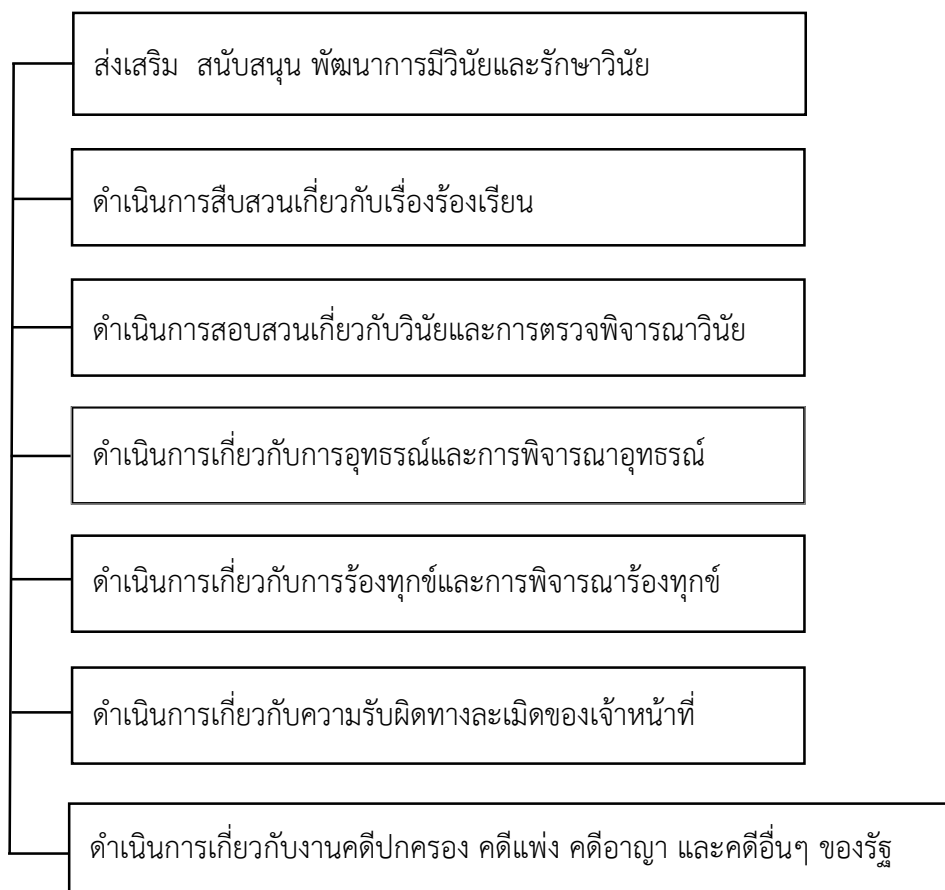 ส่งเสริม  สนับสนุน พัฒนาการมีวินัยและรักษาวินัย
ดำเนินการสืบสวนเกี่ยวกับเรื่องร้องเรียน
ดำเนินการสอบสวนเกี่ยวกับวินัยและการตรวจพิจารณาวินัย
ดำเนินการเกี่ยวกับการอุทธรณ์และการพิจารณาอุทธรณ์
ดำเนินการเกี่ยวกับการร้องทุกข์และการพิจารณาร้องทุกข์
ดำเนินการเกี่ยวกับความรับผิดทางละเมิดของเจ้าหน้าที่
ดำเนินการเกี่ยวกับงานคดีปกครอง คดีแพ่ง คดีอาญา และคดีอื่นๆ ของรัฐ